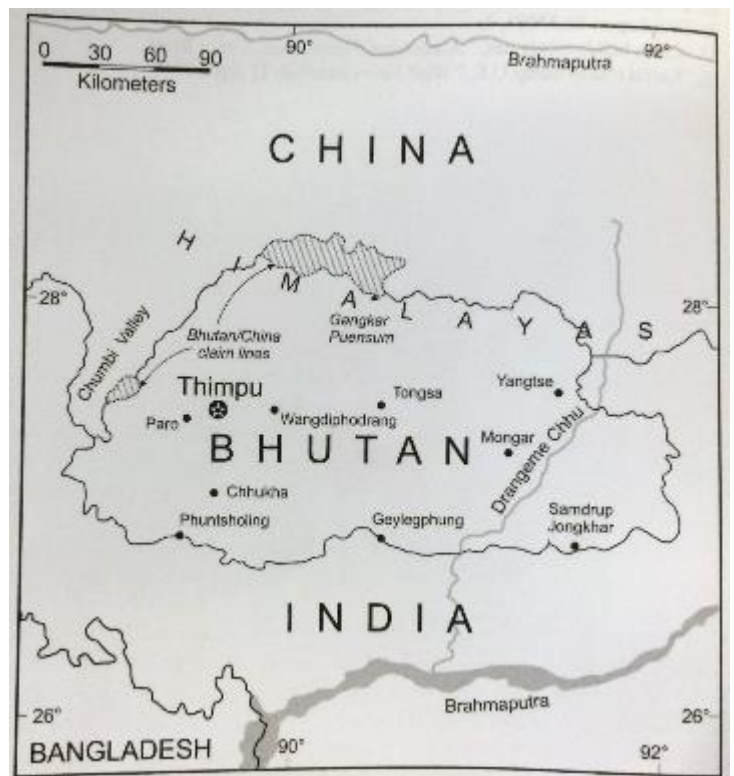 90°
92°
0 30 60 90
Kilometers
Brahmaputra
CHINA
HIMALAYAS
28°
28°
Gangkar
Puensum
Bhutan/China
claim lines
Chumbi Valley
Thimpu
Tongsa
Yangtse
Paro
Wangdiphodrang
BHUTAN
Mongar
Drangeme Chhu
Chhukha
Samdrup
Jongkhar
Phuntsholing
Geylegphung
INDIA
Brahmaputra
26°
26°
BANGLADESH
90°
92°